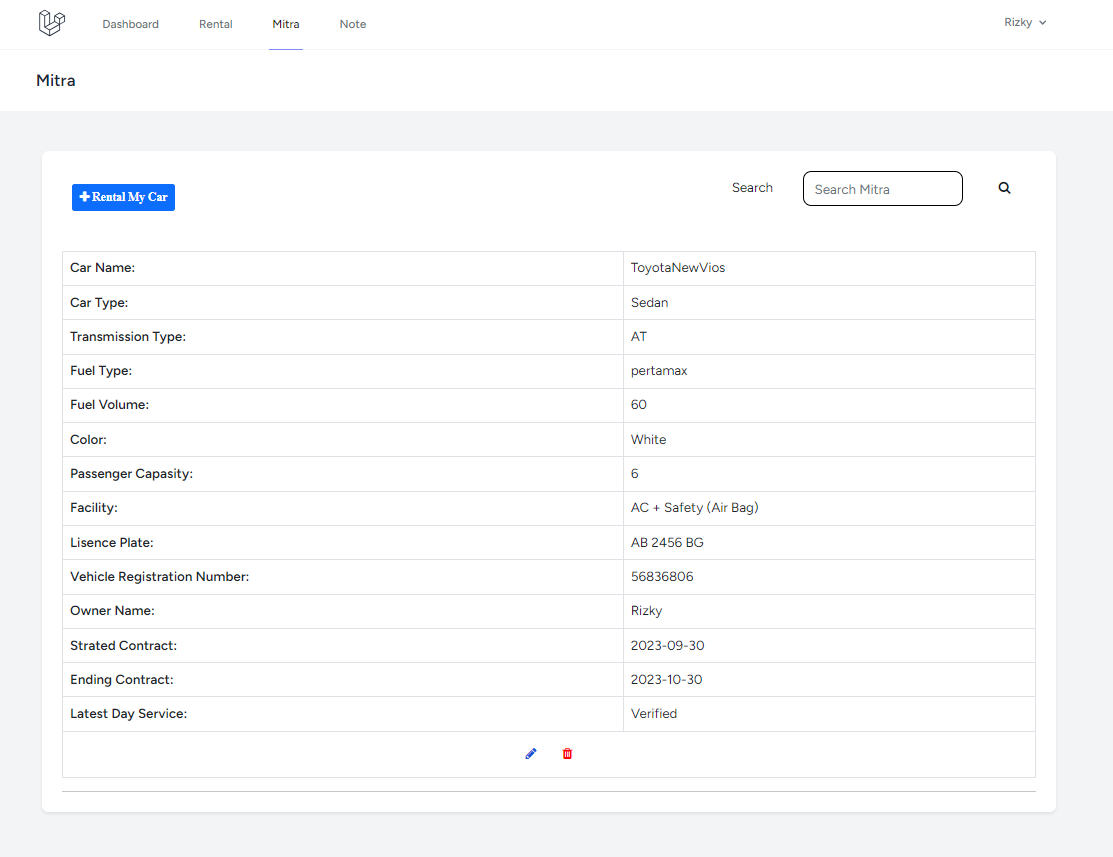 Dashboard Rental Mitra Note Rizky
Mitra
Rental My Car Search Search Mitra
Car Name: ToyotaNewVios
Car Type: Sedan
Transmission Type: AT
Fuel Type: pertamax
Fuel Volume: 60
Color: White
Passenger Capasity: 6
Facility: AC + Safety (Air Bag)
Lisence Plate: AB 2456 BG
Vehicle Registration Number: 56836806
Owner Name: Rizky
Strated Contract: 2023-09-30
Ending Contract: 2023-10-30
Latest Day Service: Verified